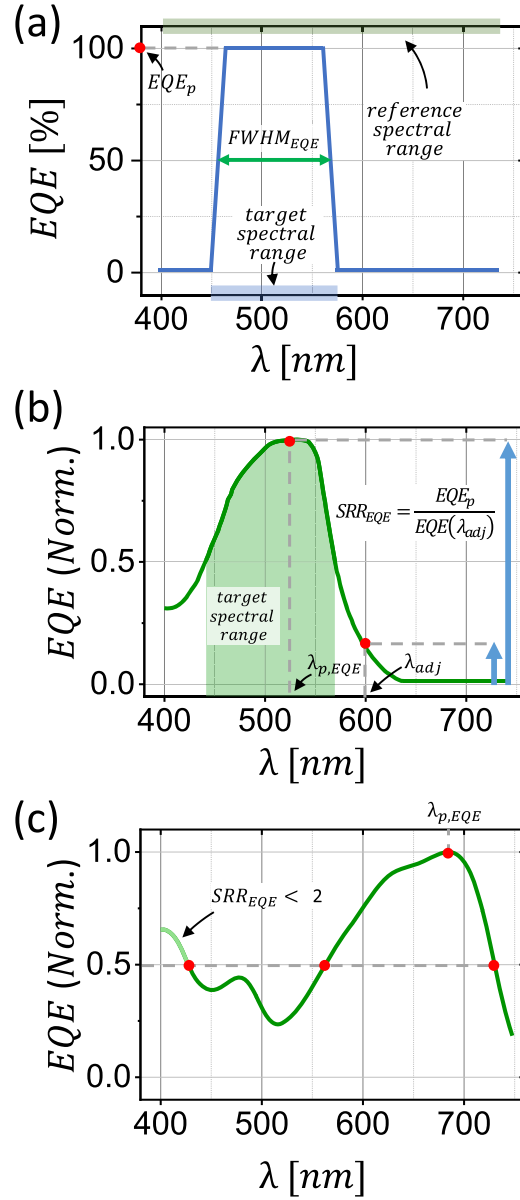 (a)
100
50
0
EQE [%]
EQEₚ
reference
spectral
range
FWHM_EQE
target
spectral
range
400 500 600 700
λ [nm]
(b)
1.0
0.5
0.0
EQE (Norm.)
SRR_EQE = EQEₚ / EQE(λ_adj)
target
spectral
range
λ_p,EQE
λ_adj
400 500 600 700
λ [nm]
(c)
λ_p,EQE
1.0
0.5
0.0
EQE (Norm.)
SRR_EQE < 2
400 500 600 700
λ [nm]